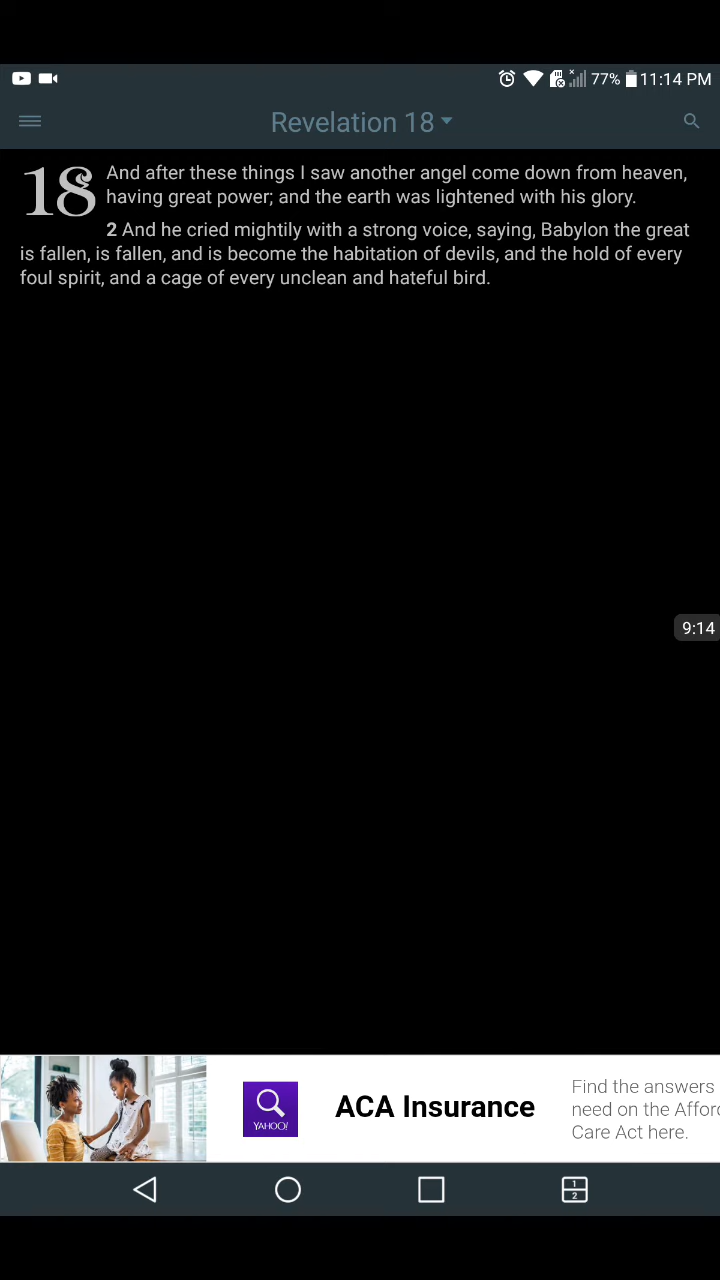 77% 11:14 PM
Revelation 18
18 And after these things I saw another angel come down from heaven,
having great power; and the earth was lightened with his glory.
2 And he cried mightily with a strong voice, saying, Babylon the great
is fallen, is fallen, and is become the habitation of devils, and the hold of every
foul spirit, and a cage of every unclean and hateful bird.
9:14
YAHOO!
ACA Insurance
Find the answers
need on the Afford
Care Act here.
1
2